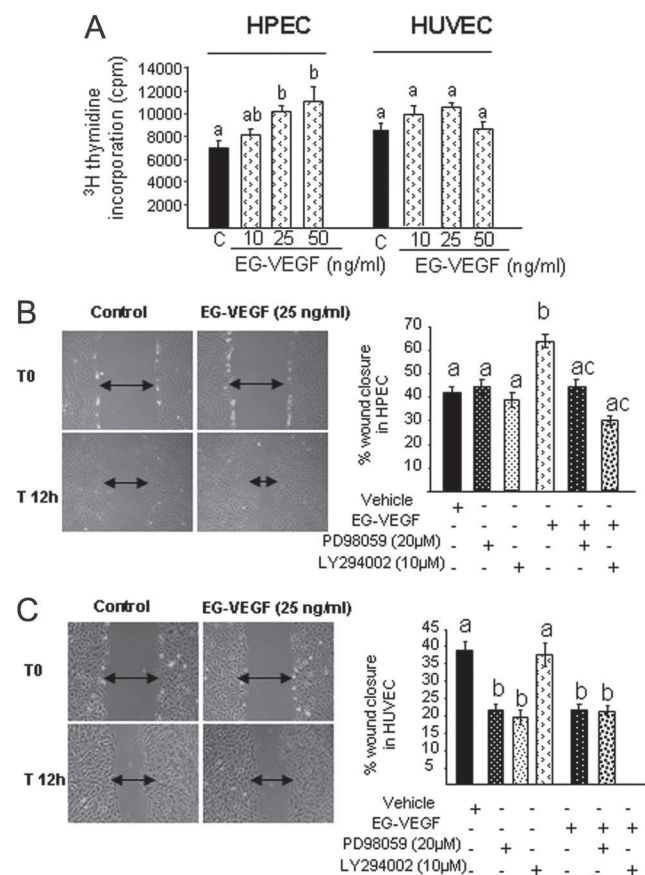 A
HPEC HUVEC
³H thymidine
incorporation (cpm)
14000
12000
10000
8000
6000
4000
2000
a ab b b a a a a
C 10 25 50 C 10 25 50
EG-VEGF (ng/ml) EG-VEGF (ng/ml)
B
Control EG-VEGF (25 ng/ml)
T0
T 12h
% wound closure
in HPEC
70
60
50
40
30
20
10
a a a b ac ac
Vehicle + - - - - -
EG-VEGF - - - + + +
PD98059 (20µM) - + - - + -
LY294002 (10µM) - - + - - +
C
Control EG-VEGF (25 ng/ml)
T0
T 12h
% wound closure
in HUVEC
45
40
35
30
25
20
15
10
5
a b b a b b
Vehicle + - - - - - -
EG-VEGF - - - - + + +
PD98059 (20µM) - + - - - + -
LY294002 (10µM) - - - + - - +